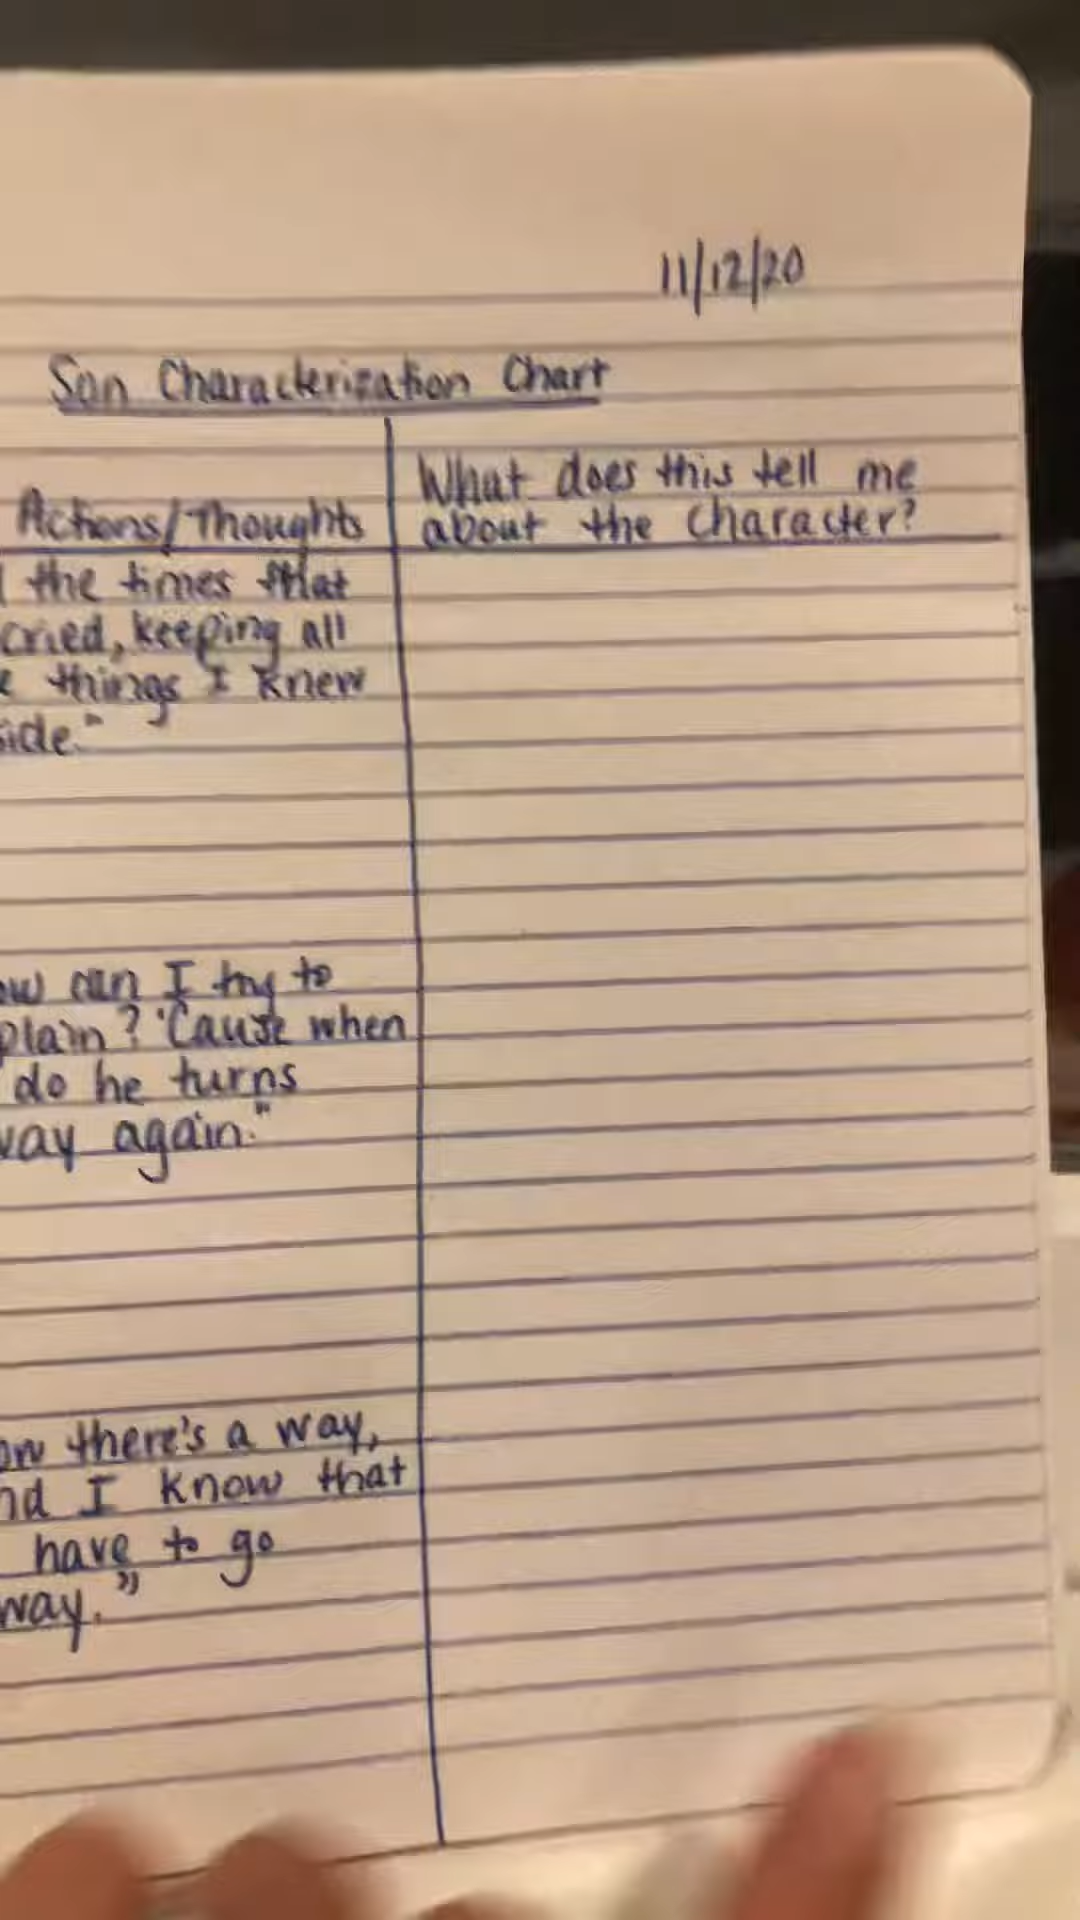 11/12/20
Son Characterization Chart
Actions/Thoughts
the times that
cried, keeping all
things I knew
side."
can I try to
plain? 'Cause when
do he turns
way again."
there's a way,
nd I know that
have to go
way."
What does this tell me
about the character?